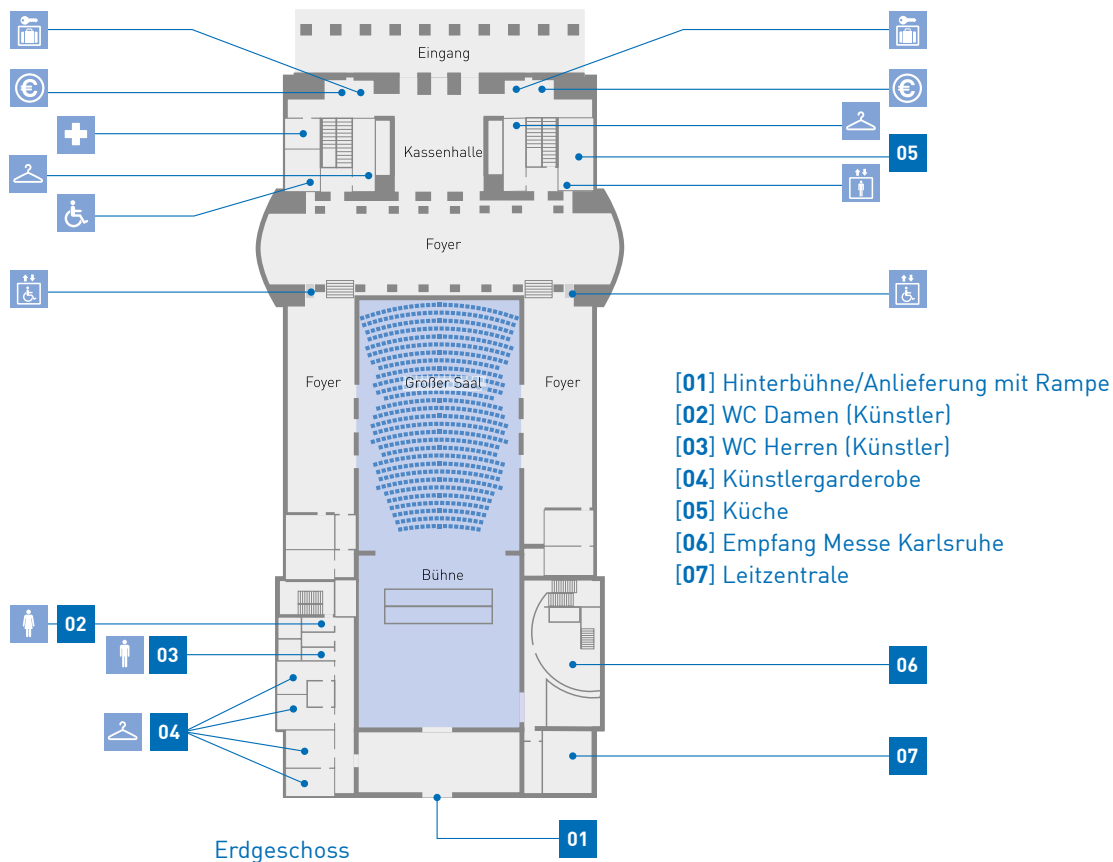 Eingang
€
€
Kassenhalle
05
Foyer
Foyer
Großer Saal
Foyer
[01] Hinterbühne/Anlieferung mit Rampe
[02] WC Damen (Künstler)
[03] WC Herren (Künstler)
[04] Künstlergarderobe
[05] Küche
[06] Empfang Messe Karlsruhe
[07] Leitzentrale
Bühne
02
03
06
04
07
01
Erdgeschoss